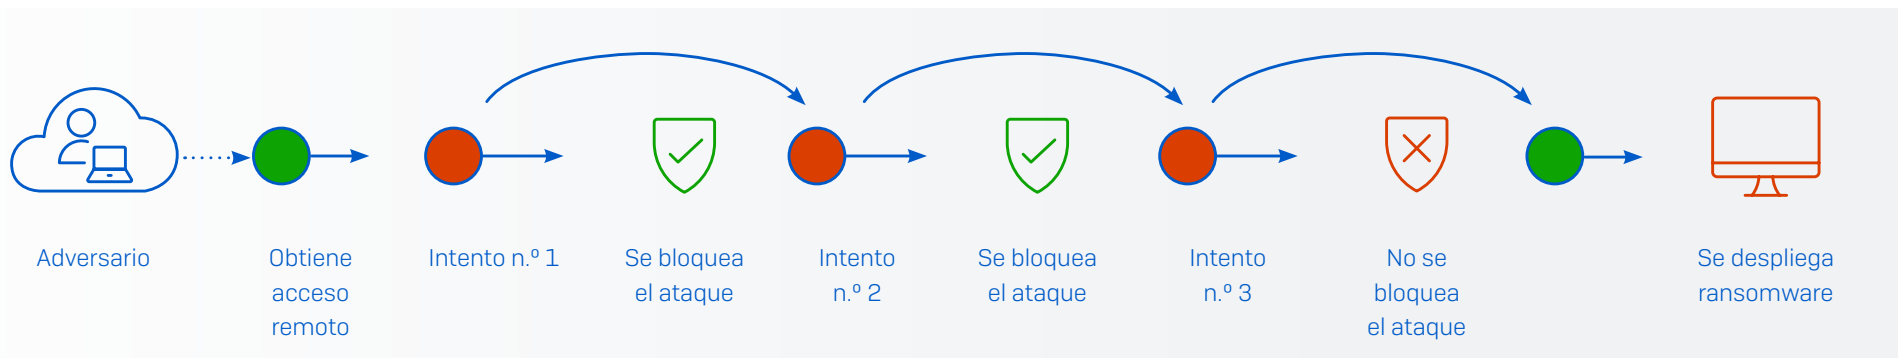 Adversario
Obtiene
acceso
remoto
Intento n.º 1
Se bloquea
el ataque
Intento
n.º 2
Se bloquea
el ataque
Intento
n.º 3
No se
bloquea
el ataque
Se despliega
ransomware